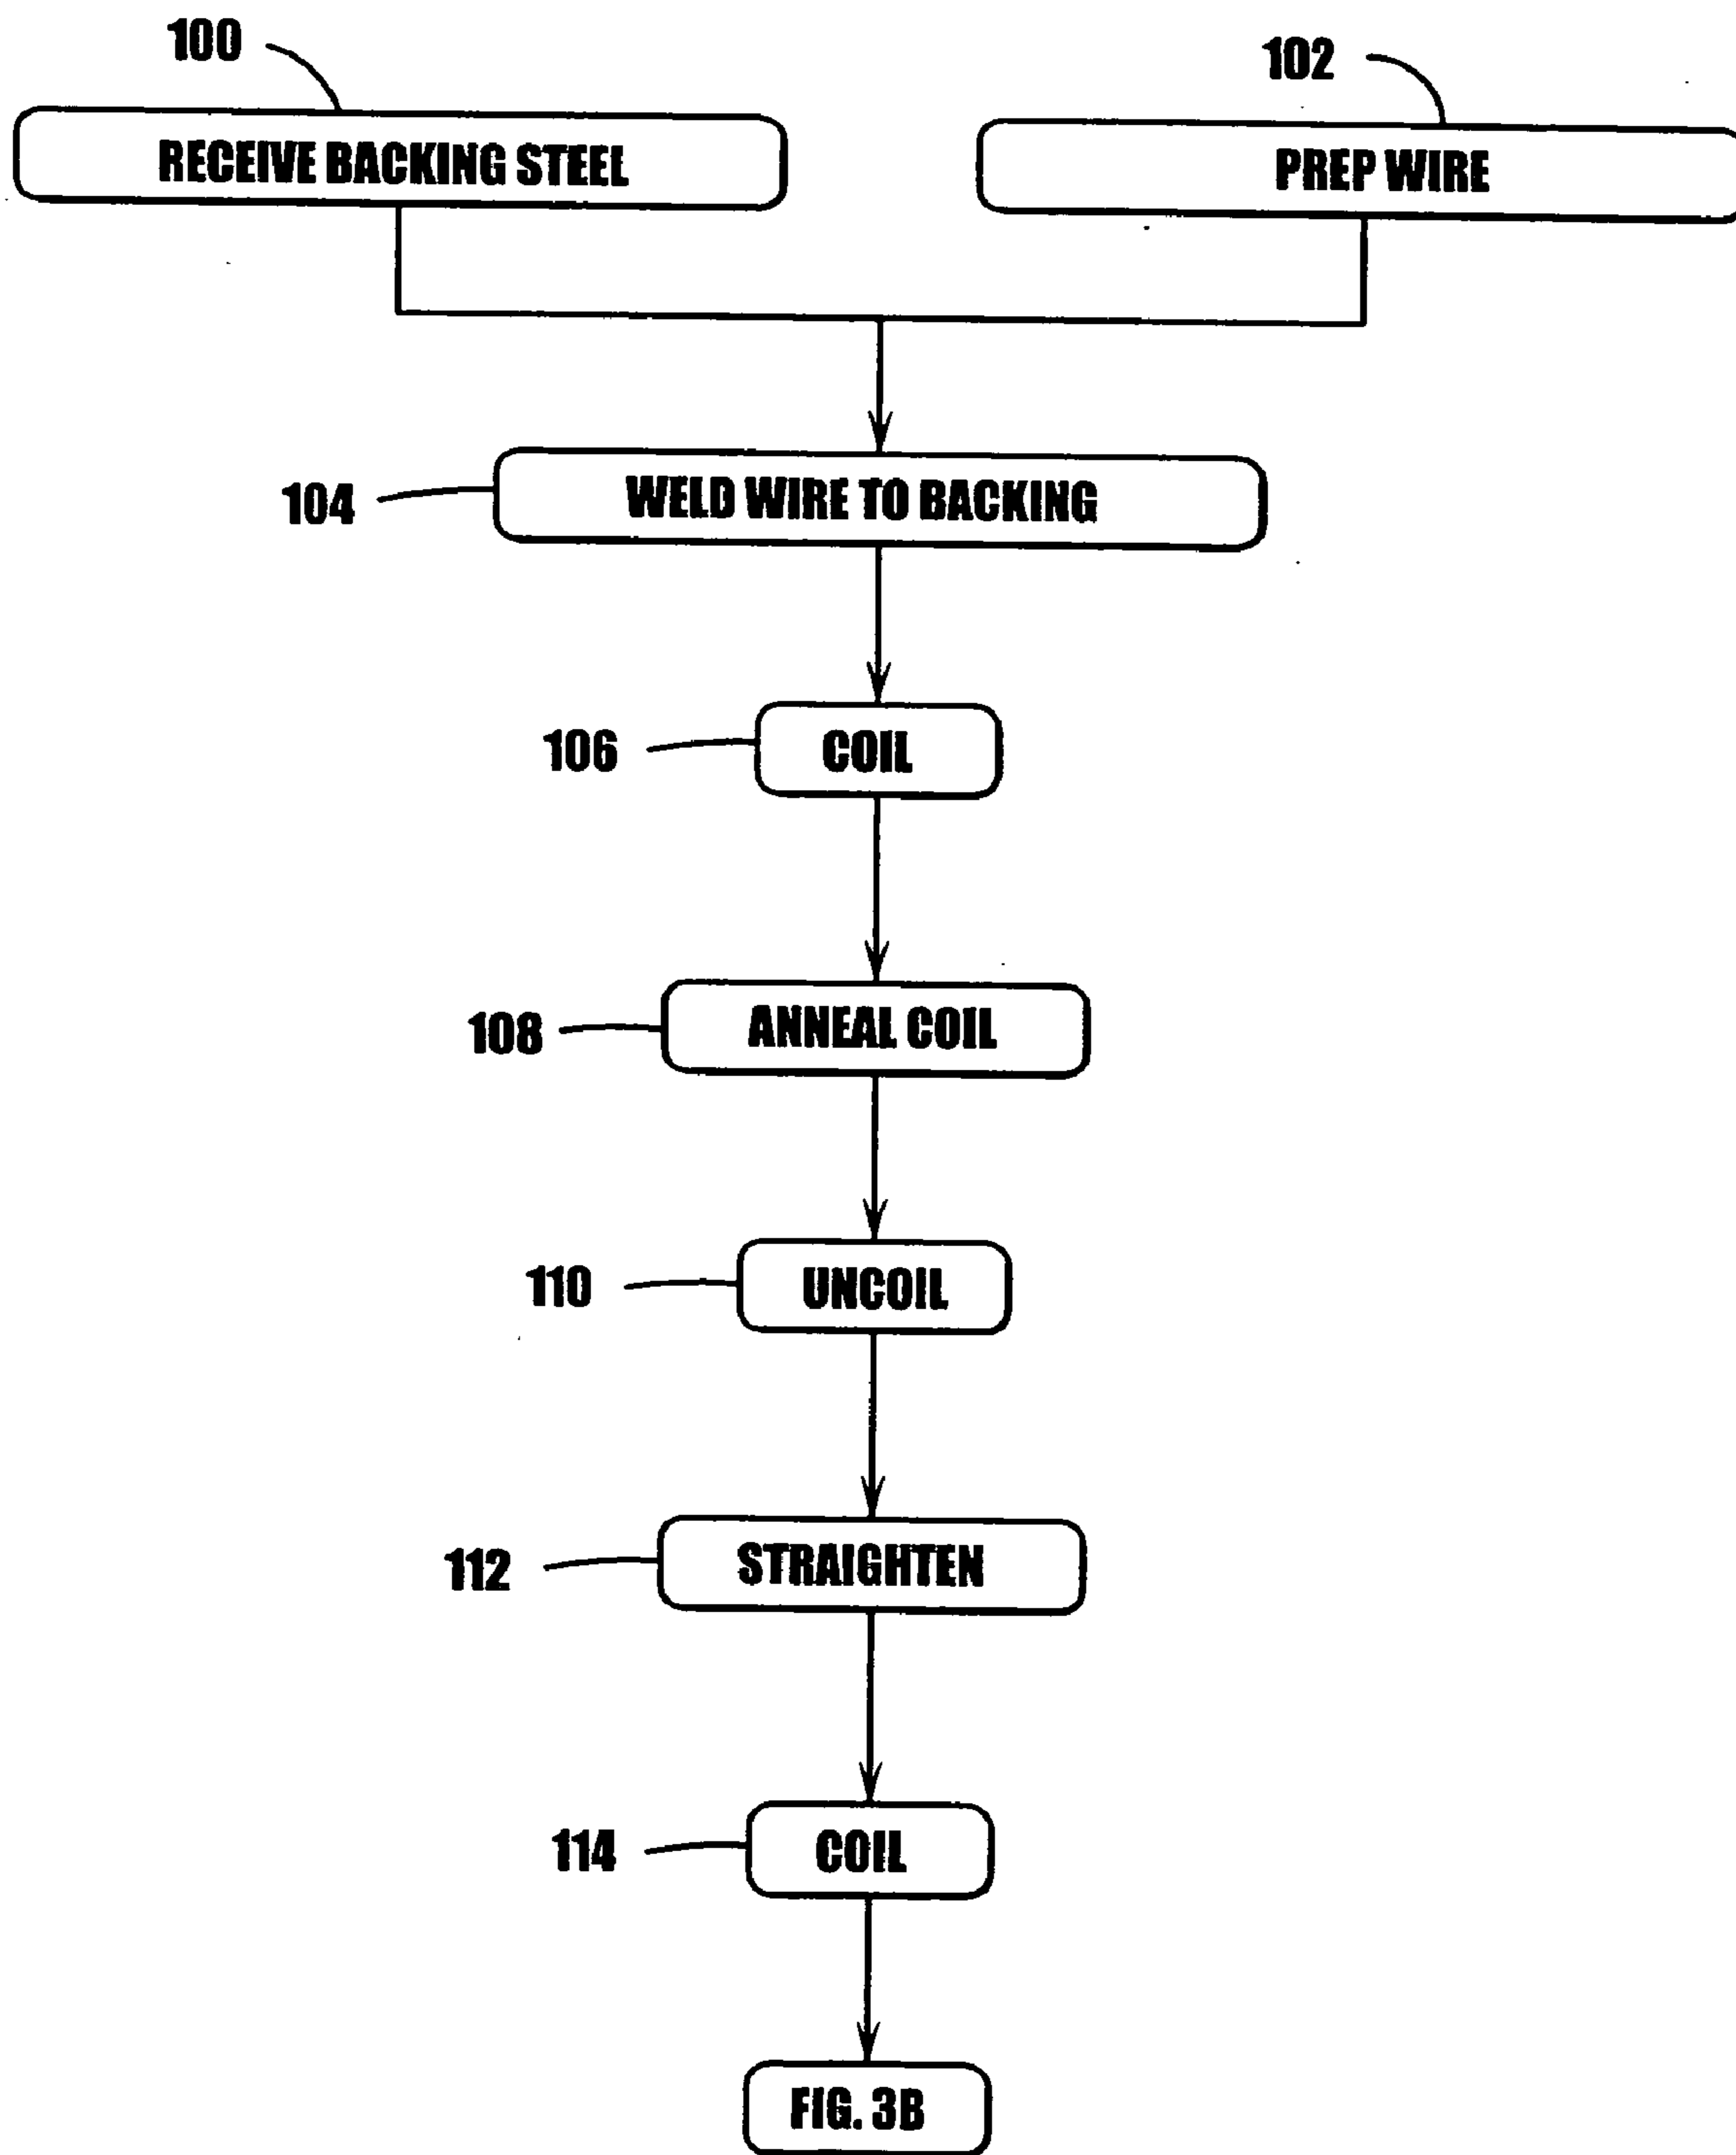 100
102
RECEIVE BACKING STEEL
PREP WIRE
104
WELD WIRE TO BACKING
106
COIL
108
ANNEAL COIL
110
UNCOIL
112
STRAIGHTEN
114
COIL
FIG. 3B